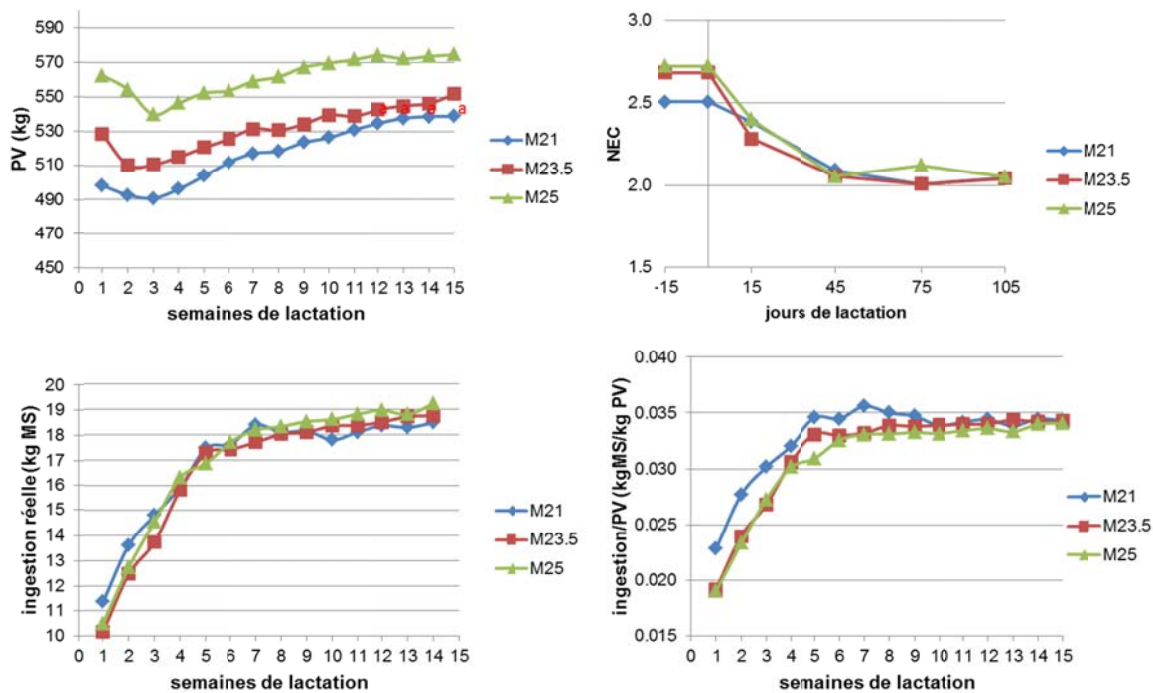 610
590
570
550
530
510
490
470
450
PV (kg)
a a a a
0 1 2 3 4 5 6 7 8 9 10 11 12 13 14 15
semaines de lactation
M21
M23.5
M25
3.0
2.5
2.0
1.5
NEC
-15 15 45 75 105
jours de lactation
M21
M23.5
M25
20
19
18
17
16
15
14
13
12
11
10
ingestion réelle (kg MS)
0 1 2 3 4 5 6 7 8 9 10 11 12 13 14 15
semaines de lactation
M21
M23.5
M25
0.040
0.035
0.030
0.025
0.020
0.015
ingestion/PV (kgMS/kg PV)
0 1 2 3 4 5 6 7 8 9 10 11 12 13 14 15
semaines de lactation
M21
M23.5
M25